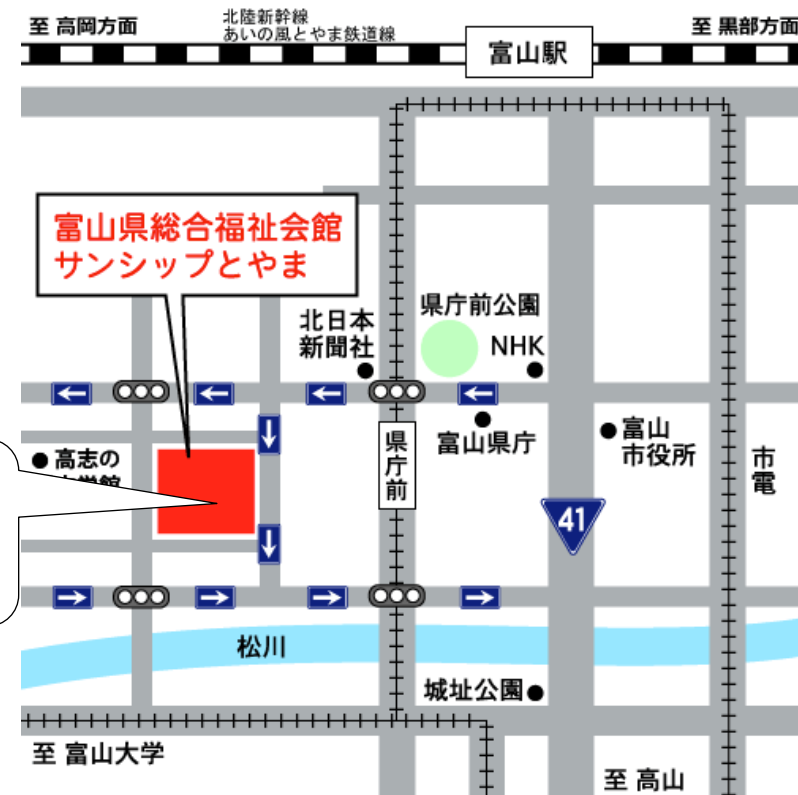 至 高岡方面
北陸新幹線
あいの風とやま鉄道線
富山駅
至 黒部方面
富山県総合福祉会館
サンシップとやま
県庁前公園
北日本
新聞社
NHK
富山県庁
富山
市役所
県庁前
高志の
市電
41
松川
城址公園
至 富山大学
至 高山